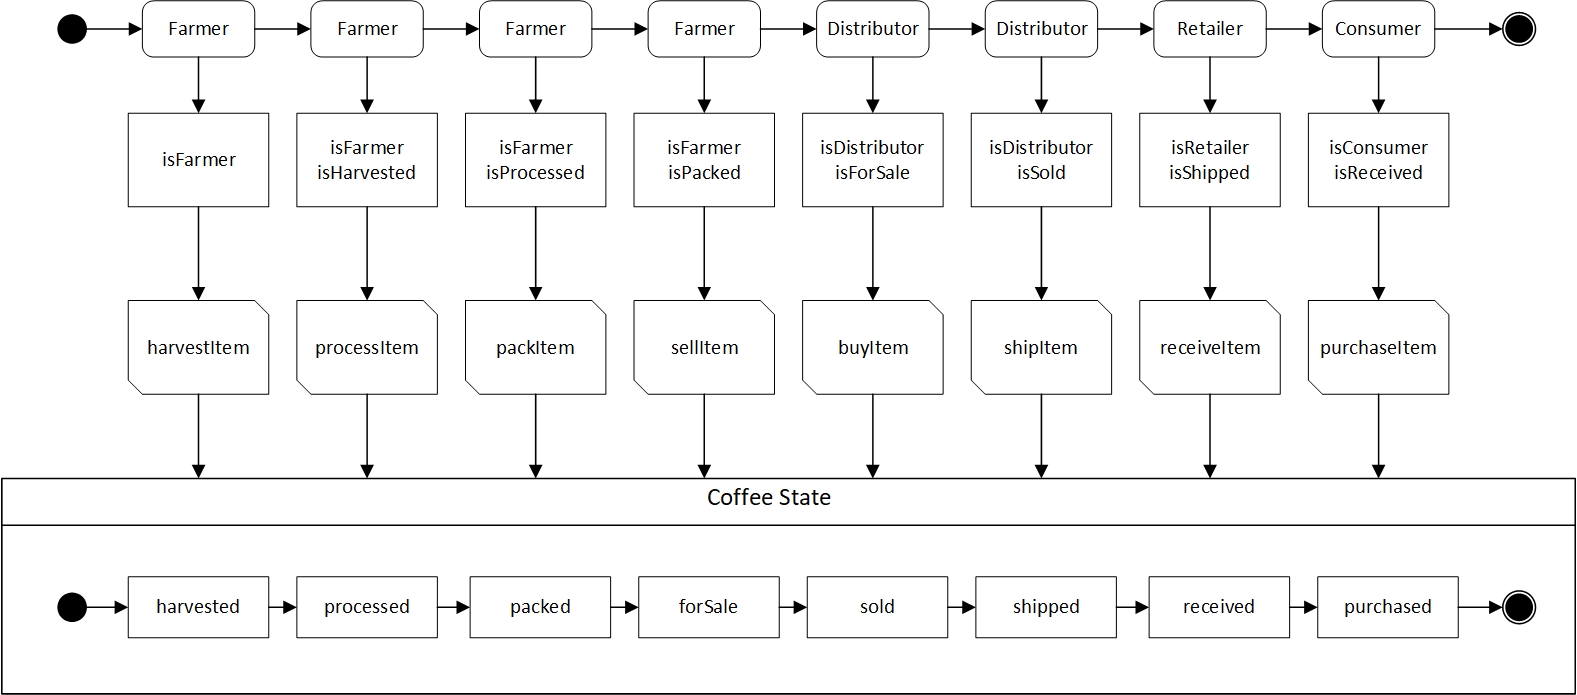 Farmer
Farmer
Farmer
Farmer
Distributor
Distributor
Retailer
Consumer
isFarmer
isFarmer
isHarvested
isFarmer
isProcessed
isFarmer
isPacked
isDistributor
isForSale
isDistributor
isSold
isRetailer
isShipped
isConsumer
isReceived
harvestItem
processItem
packItem
sellItem
buyItem
shipItem
receiveItem
purchaseItem
Coffee State
harvested
processed
packed
forSale
sold
shipped
received
purchased